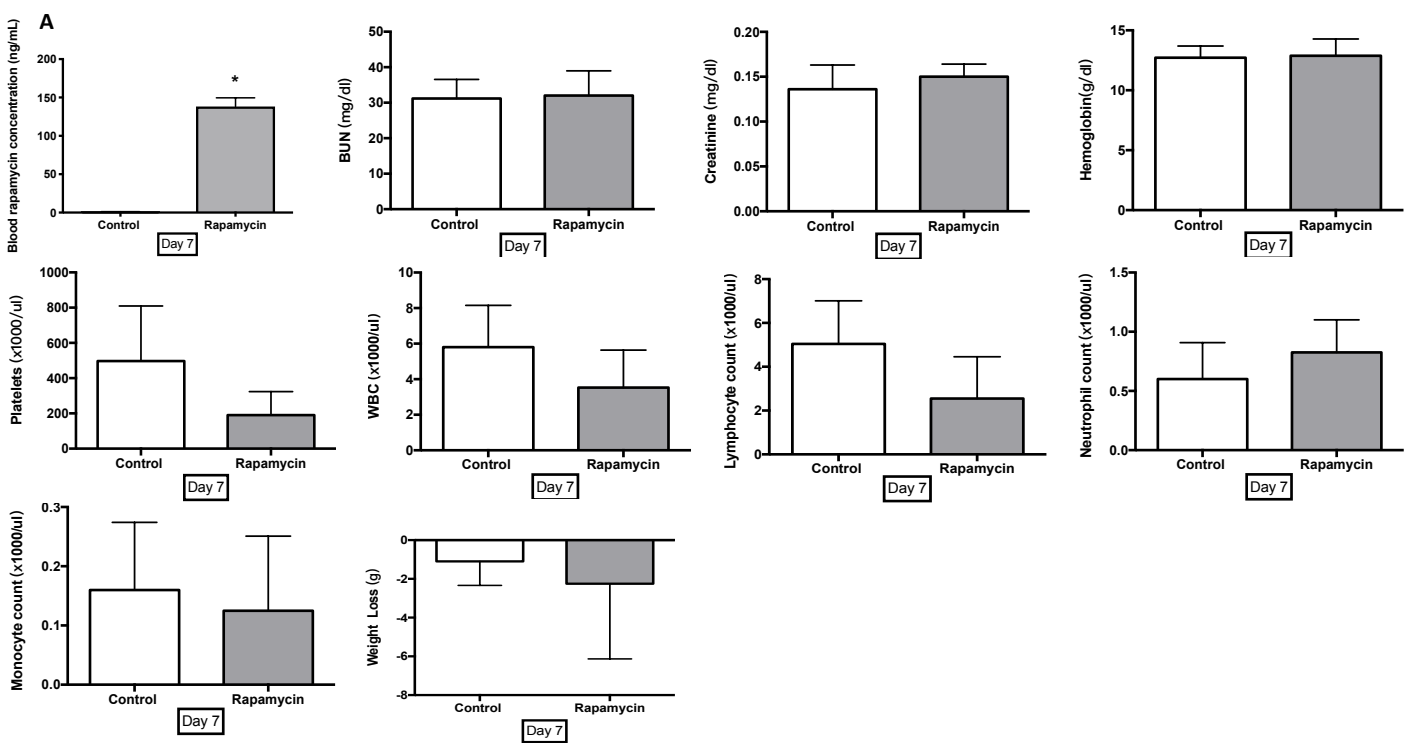 A
Blood rapamycin concentration (ng/mL)
200
150
100
50
0
*
Control
Rapamycin
Day 7
BUN (mg/dl)
50
40
30
20
10
0
Control
Rapamycin
Day 7
Creatinine (mg/dl)
0.20
0.15
0.10
0.05
0.00
Control
Rapamycin
Day 7
Hemoglobin(g/dl)
15
10
5
0
Control
Rapamycin
Day 7
Platelets (x1000/ul)
1000
800
600
400
200
0
Control
Rapamycin
Day 7
WBC (x1000/ul)
10
8
6
4
2
0
Control
Rapamycin
Day 7
Lymphocyte count (x1000/ul)
8
6
4
2
0
Control
Rapamycin
Day 7
Neutrophil count (x1000/ul)
1.5
1.0
0.5
0.0
Control
Rapamycin
Day 7
Monocyte count (x1000/ul)
0.3
0.2
0.1
0.0
Control
Rapamycin
Day 7
Weight Loss (g)
0
-2
-4
-6
-8
Control
Rapamycin
Day 7